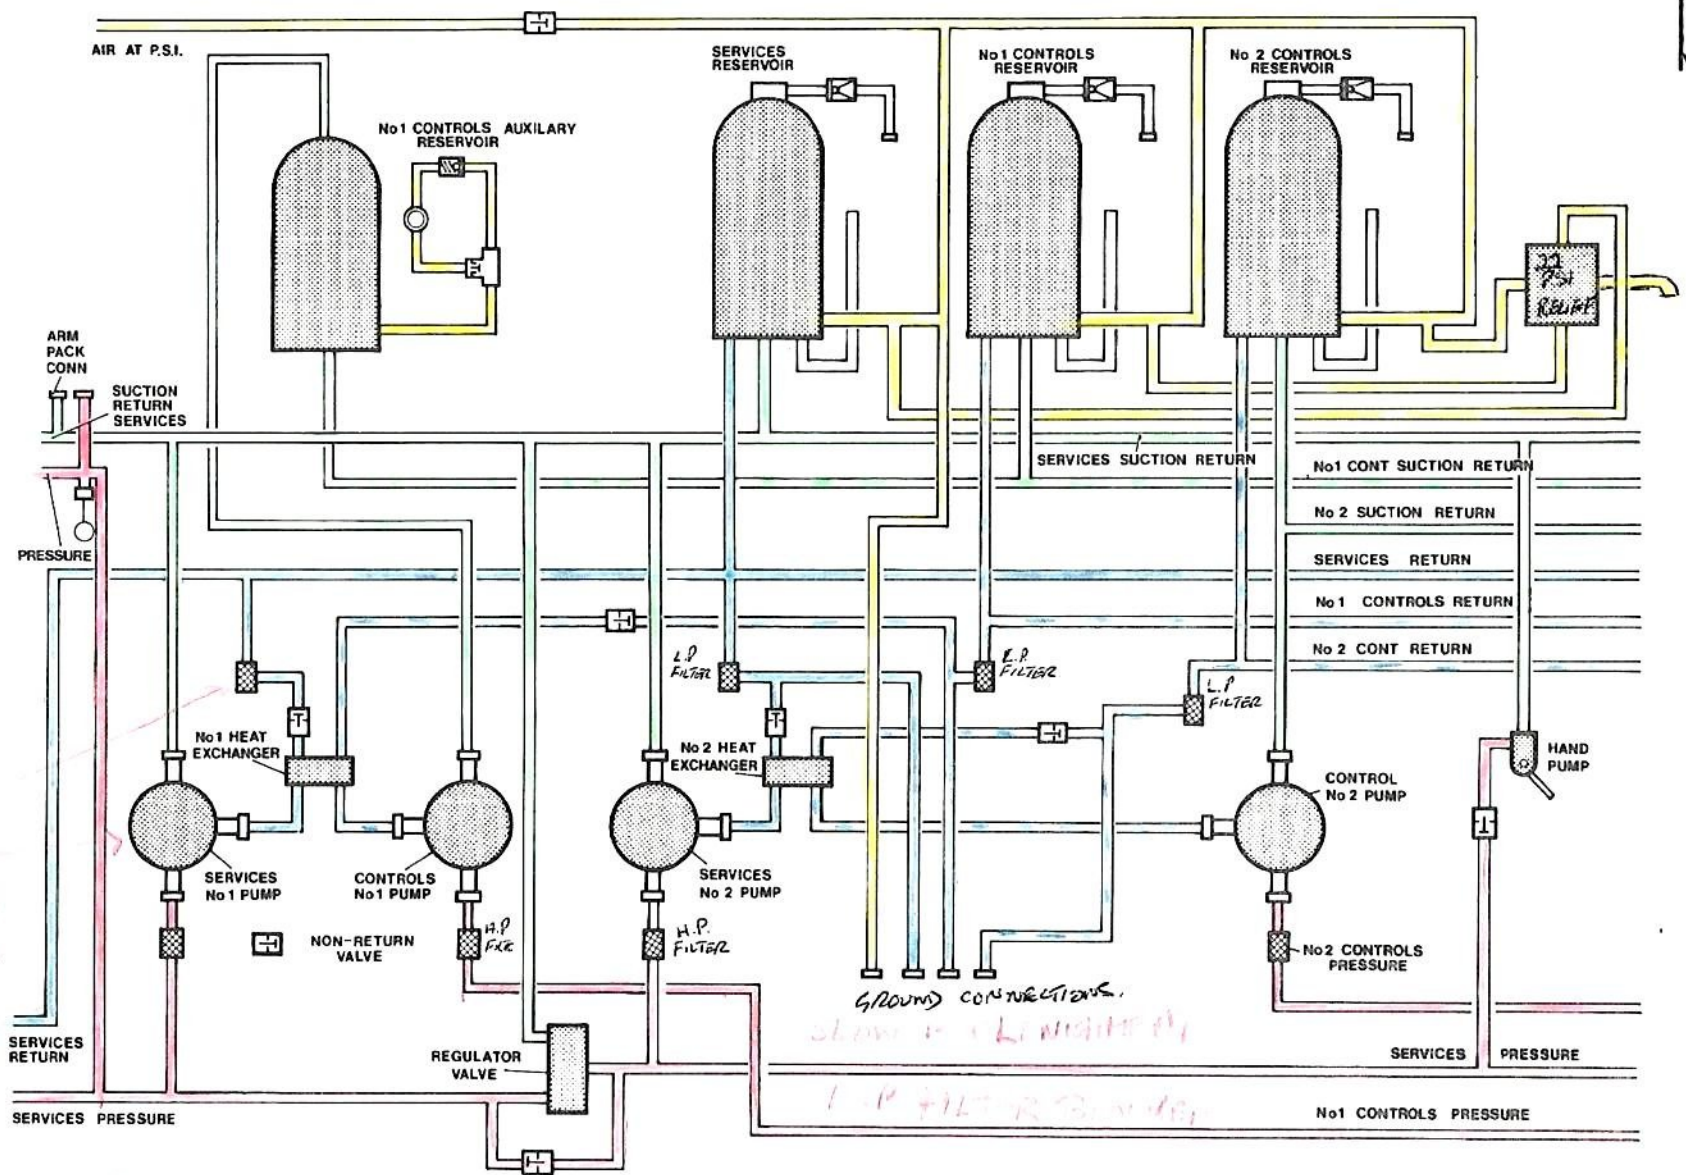 AIR AT P.S.I.
SERVICES
RESERVOIR
No1 CONTROLS
RESERVOIR
No 2 CONTROLS
RESERVOIR
No1 CONTROLS AUXILARY
RESERVOIR
22
PSI
RELIEF
ARM
PACK
CONN
SUCTION
RETURN
SERVICES
SERVICES SUCTION RETURN
No1 CONT SUCTION RETURN
No 2 SUCTION RETURN
PRESSURE
SERVICES RETURN
No1 CONTROLS RETURN
No 2 CONT RETURN
L.P
FILTER
L.P.
FILTER
L.P
FILTER
No1 HEAT
EXCHANGER
No 2 HEAT
EXCHANGER
HAND
PUMP
CONTROL
No 2 PUMP
SERVICES
No1 PUMP
CONTROLS
No1 PUMP
SERVICES
No 2 PUMP
NON-RETURN
VALVE
H.P
H.P.
FILTER
No2 CONTROLS
PRESSURE
GROUND CONNECTIONS.
SERVICES
RETURN
REGULATOR
VALVE
SERVICES PRESSURE
SERVICES PRESSURE
No1 CONTROLS PRESSURE